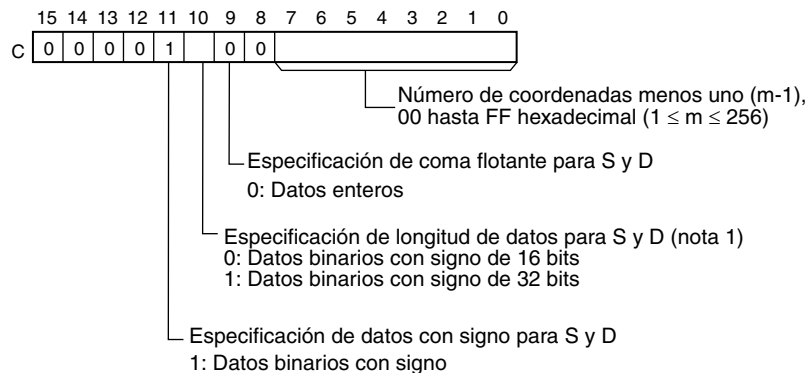 15 14 13 12 11 10 9 8 7 6 5 4 3 2 1 0
C 0 0 0 0 1 0 0
Número de coordenadas menos uno (m-1),
00 hasta FF hexadecimal (1 ≤ m ≤ 256)
Especificación de coma flotante para S y D
0: Datos enteros
Especificación de longitud de datos para S y D (nota 1)
0: Datos binarios con signo de 16 bits
1: Datos binarios con signo de 32 bits
Especificación de datos con signo para S y D
1: Datos binarios con signo